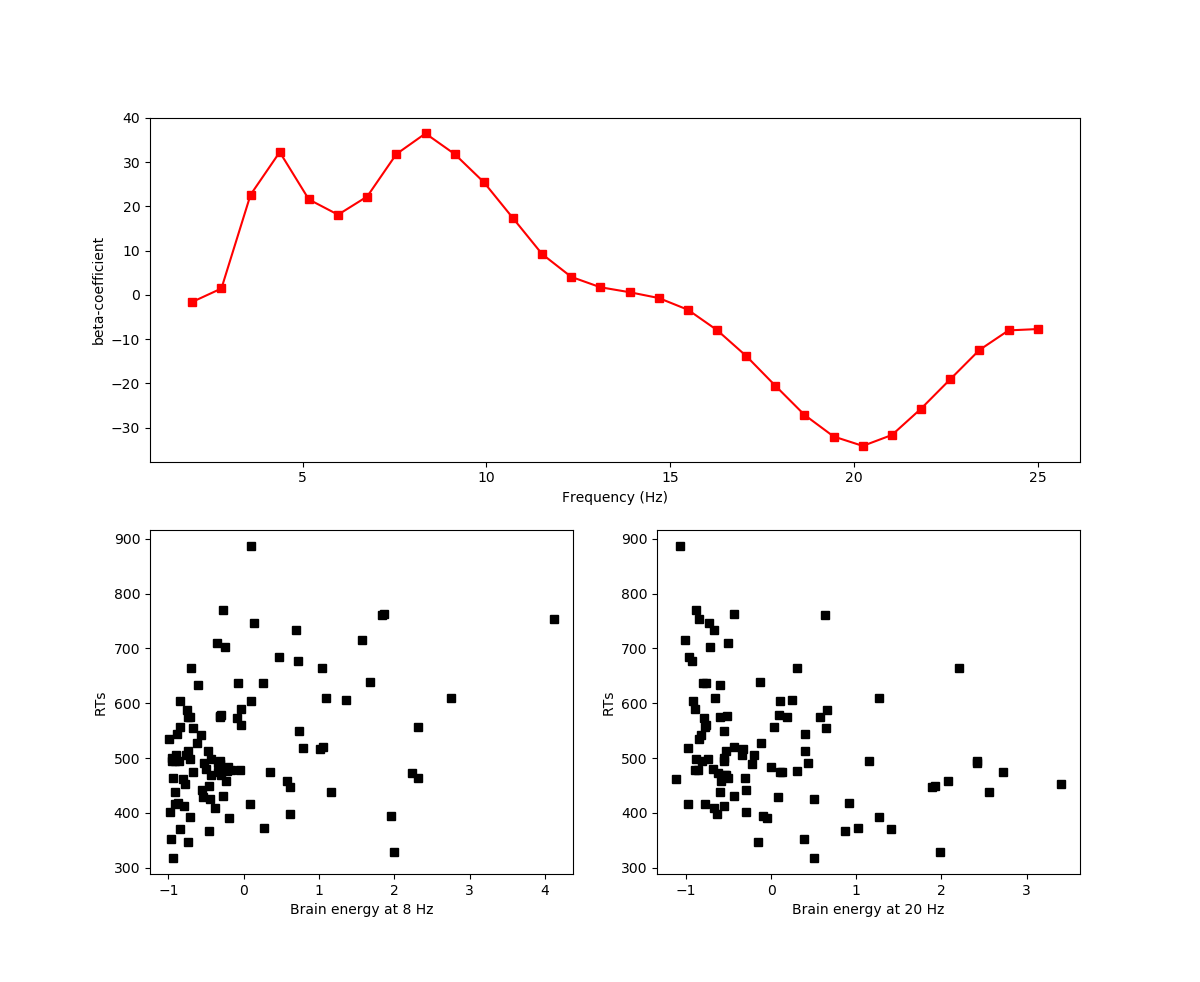 40
30
20
10
0
−10
−20
−30
beta-coefficient
5 10 15 20 25
Frequency (Hz)
900
800
700
600
500
400
300
RTs
−1 0 1 2 3 4
Brain energy at 8 Hz
900
800
700
600
500
400
300
RTs
−1 0 1 2 3
Brain energy at 20 Hz